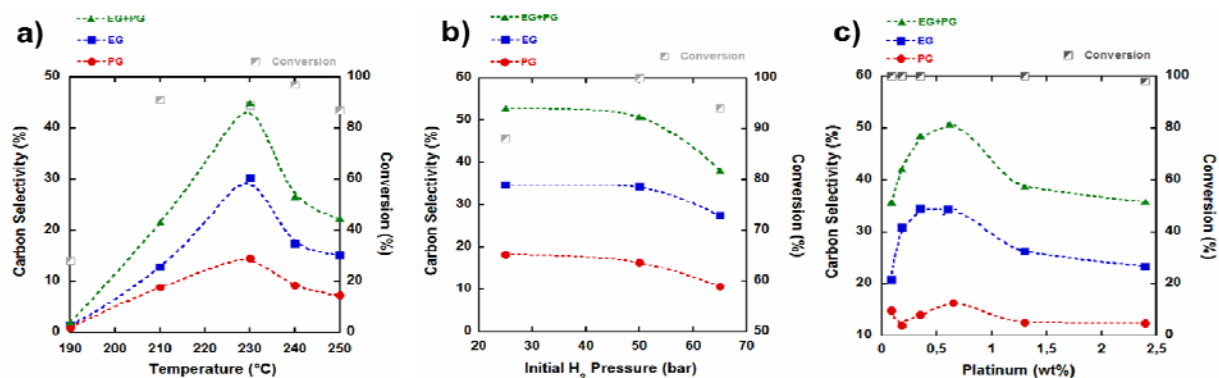 a)
EG+PG
EG
PG
Conversion
Carbon Selectivity (%)
50
40
30
20
10
0
100
80
60
40
20
0
Conversion (%)
190 200 210 220 230 240 250
Temperature (°C)
b)
EG+PG
EG
PG
Conversion
Carbon Selectivity (%)
60
50
40
30
20
10
0
100
90
80
70
60
50
Conversion (%)
20 30 40 50 60 70
Initial H₂ Pressure (bar)
c)
EG+PG
EG
PG
Conversion
Carbon Selectivity (%)
60
50
40
30
20
10
100
80
60
40
20
0
Conversion (%)
0 0,5 1 1,5 2 2,5
Platinum (wt%)